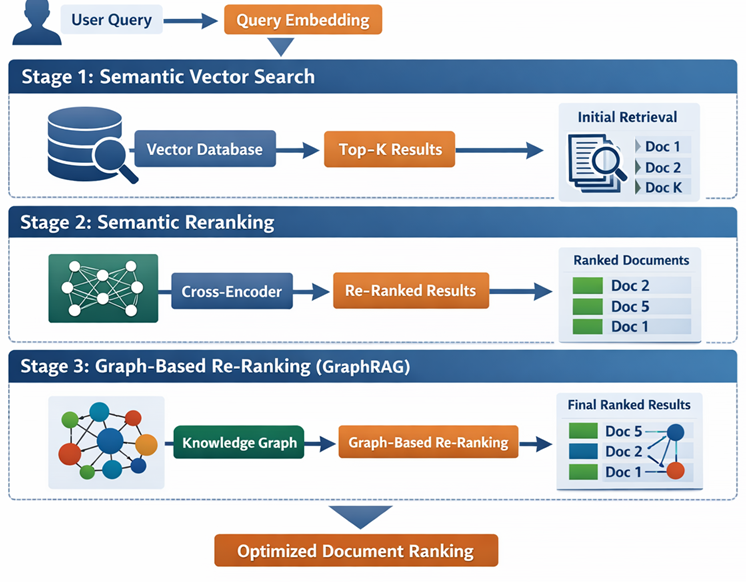 User Query
Query Embedding
Stage 1: Semantic Vector Search
Vector Database
Top-K Results
Initial Retrieval
Doc 1
Doc 2
Doc K
Stage 2: Semantic Reranking
Cross-Encoder
Re-Ranked Results
Ranked Documents
Doc 2
Doc 5
Doc 1
Stage 3: Graph-Based Re-Ranking (GraphRAG)
Knowledge Graph
Graph-Based Re-Ranking
Final Ranked Results
Doc 5
Doc 2
Doc 1
Optimized Document Ranking